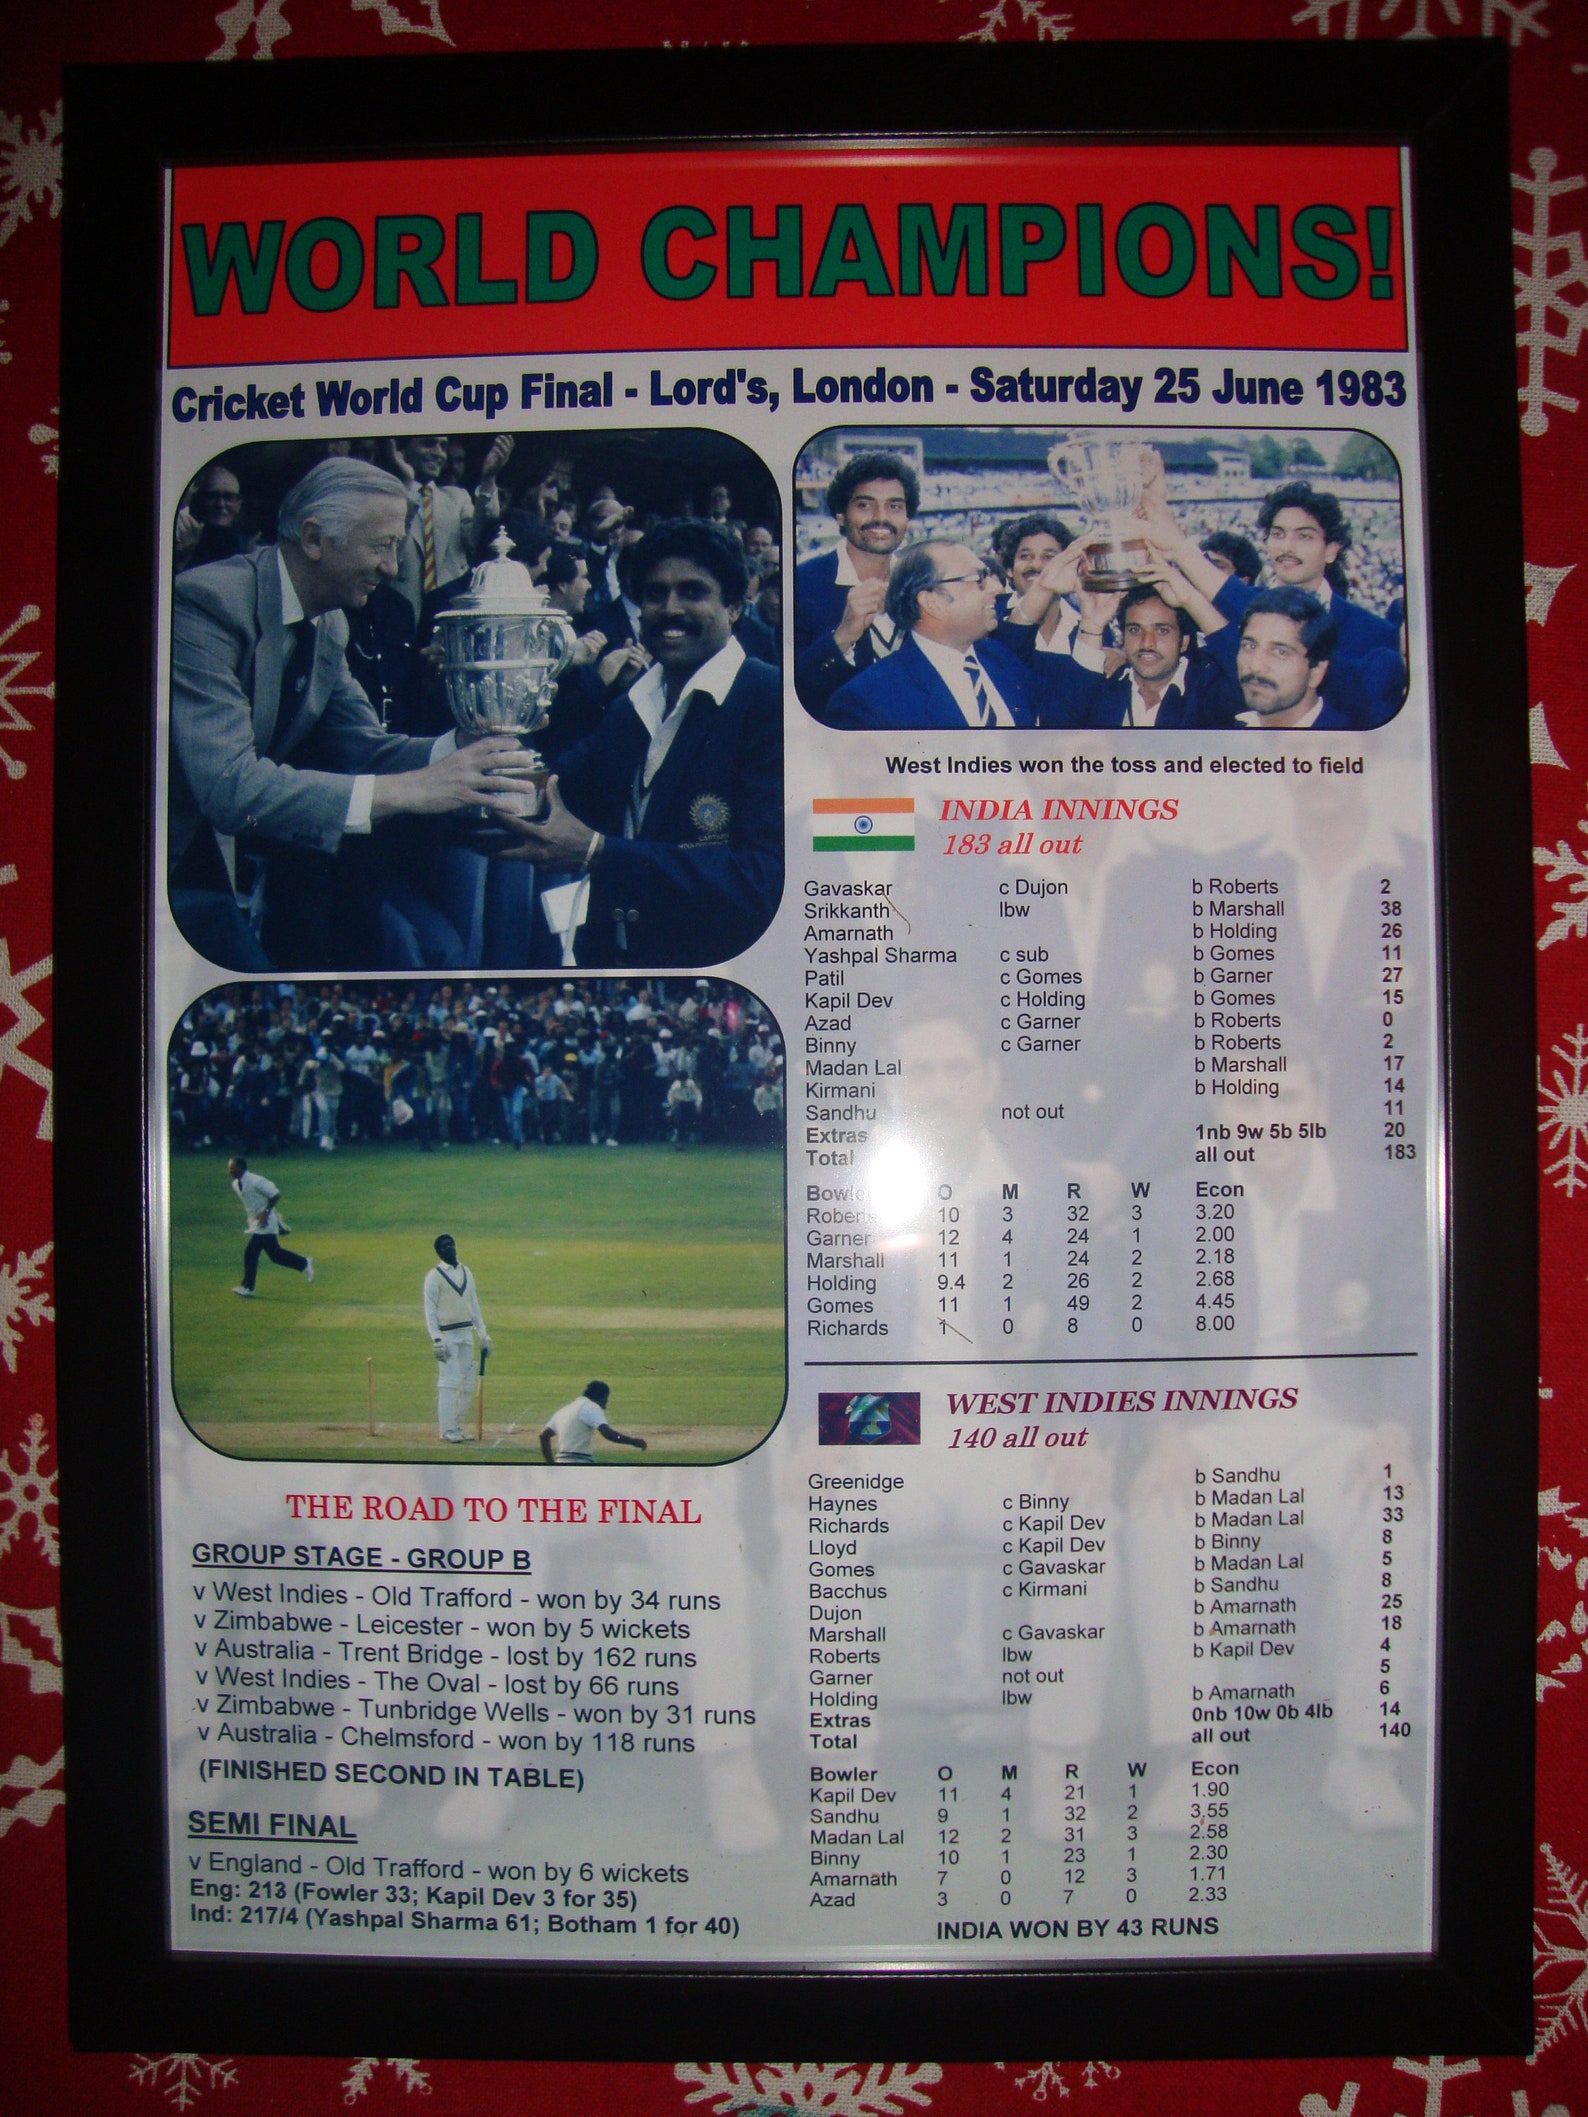 WORLD CHAMPIONS!
Cricket World Cup Final - Lord's, London - Saturday 25 June 1983
West Indies won the toss and elected to field
INDIA INNINGS
183 all out
Gavaskar c Dujon b Roberts 2
Srikkanth lbw b Marshall 38
Amarnath b Holding 26
Yashpal Sharma c sub b Gomes 11
Patil c Gomes b Garner 27
Kapil Dev c Holding b Gomes 15
Azad c Garner b Roberts 0
Binny c Garner b Roberts 2
Madan Lal b Marshall 17
Kirmani b Holding 14
Sandhu not out 11
Extras 1nb 9w 5b 5lb 20
Total all out 183
Bowler O M R W Econ
Roberts 10 3 32 3 3.20
Garner 12 4 24 1 2.00
Marshall 11 1 24 2 2.18
Holding 9.4 2 26 2 2.68
Gomes 11 1 49 2 4.45
Richards 1 0 8 0 8.00
WEST INDIES INNINGS
140 all out
Greenidge b Sandhu 1
Haynes c Binny b Madan Lal 13
Richards c Kapil Dev b Madan Lal 33
Lloyd c Kapil Dev b Binny 8
Gomes c Gavaskar b Madan Lal 5
Bacchus c Kirmani b Sandhu 8
Dujon b Amarnath 25
Marshall c Gavaskar b Amarnath 18
Roberts lbw b Kapil Dev 4
Garner not out 5
Holding lbw b Amarnath 6
Extras 0nb 10w 0b 4lb 14
Total all out 140
Bowler O M R W Econ
Kapil Dev 11 4 21 1 1.90
Sandhu 9 1 32 2 3.55
Madan Lal 12 2 31 3 2.58
Binny 10 1 23 1 2.30
Amarnath 7 0 12 3 1.71
Azad 3 0 7 0 2.33
INDIA WON BY 43 RUNS
THE ROAD TO THE FINAL
GROUP STAGE - GROUP B
v West Indies - Old Trafford - won by 34 runs
v Zimbabwe - Leicester - won by 5 wickets
v Australia - Trent Bridge - lost by 162 runs
v West Indies - The Oval - lost by 66 runs
v Zimbabwe - Tunbridge Wells - won by 31 runs
v Australia - Chelmsford - won by 118 runs
(FINISHED SECOND IN TABLE)
SEMI FINAL
v England - Old Trafford - won by 6 wickets
Eng: 213 (Fowler 33; Kapil Dev 3 for 35)
Ind: 217/4 (Yashpal Sharma 61; Botham 1 for 40)